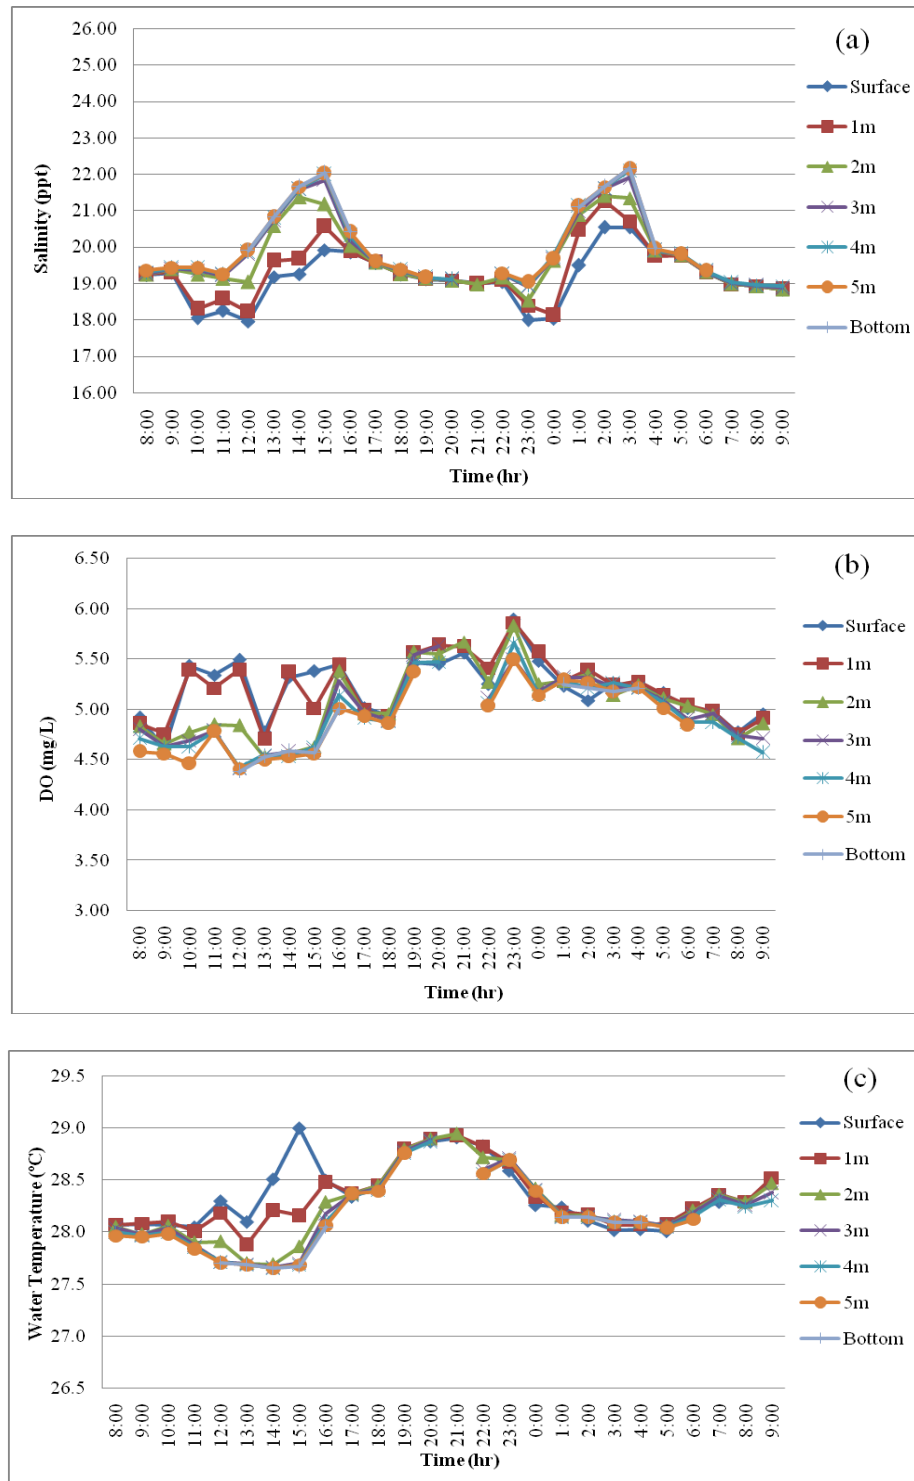 (a)
26.00
25.00
24.00
23.00
22.00
21.00
20.00
19.00
18.00
17.00
16.00
Salinity (ppt)
8:00 9:00 10:00 11:00 12:00 13:00 14:00 15:00 16:00 17:00 18:00 19:00 20:00 21:00 22:00 23:00 0:00 1:00 2:00 3:00 4:00 5:00 6:00 7:00 8:00 9:00
Time (hr)
Surface
1m
2m
3m
4m
5m
Bottom
(b)
6.50
6.00
5.50
5.00
4.50
4.00
3.50
3.00
DO (mg/L)
8:00 9:00 10:00 11:00 12:00 13:00 14:00 15:00 16:00 17:00 18:00 19:00 20:00 21:00 22:00 23:00 0:00 1:00 2:00 3:00 4:00 5:00 6:00 7:00 8:00 9:00
Time (hr)
Surface
1m
2m
3m
4m
5m
Bottom
(c)
29.5
29.0
28.5
28.0
27.5
27.0
26.5
Water Temperature (ºC)
8:00 9:00 10:00 11:00 12:00 13:00 14:00 15:00 16:00 17:00 18:00 19:00 20:00 21:00 22:00 23:00 0:00 1:00 2:00 3:00 4:00 5:00 6:00 7:00 8:00 9:00
Time (hr)
Surface
1m
2m
3m
4m
5m
Bottom